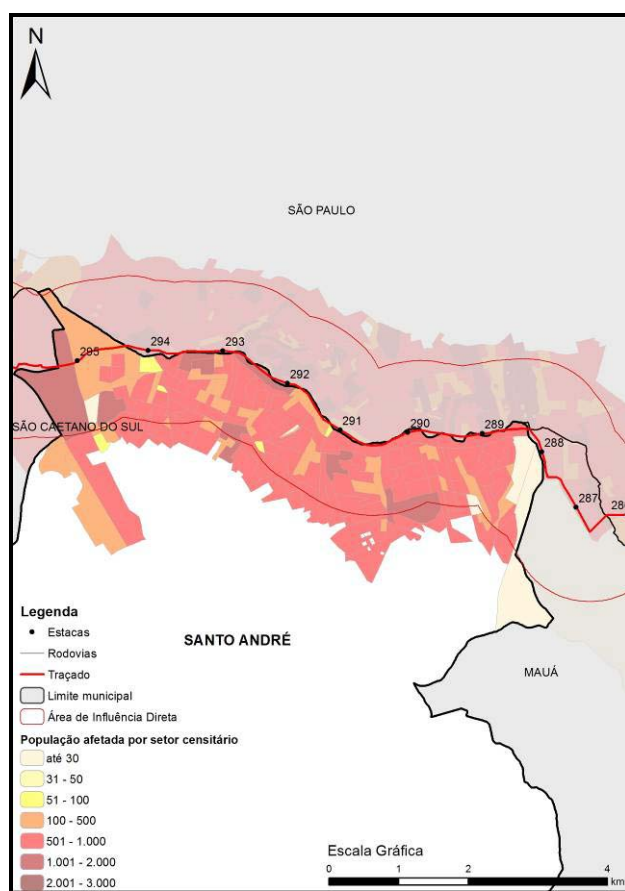 N
SÃO PAULO
295
294
293
292
291
290
289
288
287
286
SÃO CAETANO DO SUL
SANTO ANDRÉ
MAUÁ
Legenda
Estacas
Rodovias
Traçado
Limite municipal
Área de Influência Direta
População afetada por setor censitário
até 30
31 - 50
51 - 100
100 - 500
501 - 1.000
1.001 - 2.000
2.001 - 3.000
Escala Gráfica
0 1 2 4
km